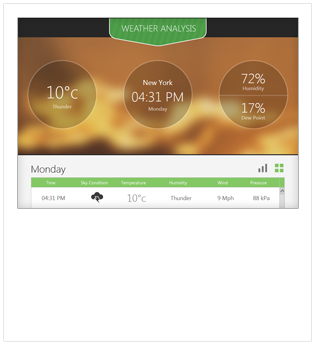 WEATHER ANALYSIS
10°c
Thunder
New York
04:31 PM
Monday
72%
Humidity
17%
Dew Point
Monday
Time Sky Condition Temperature Humidity Wind Pressure
04:31 PM 10°c Thunder 9 Mph 88 kPa